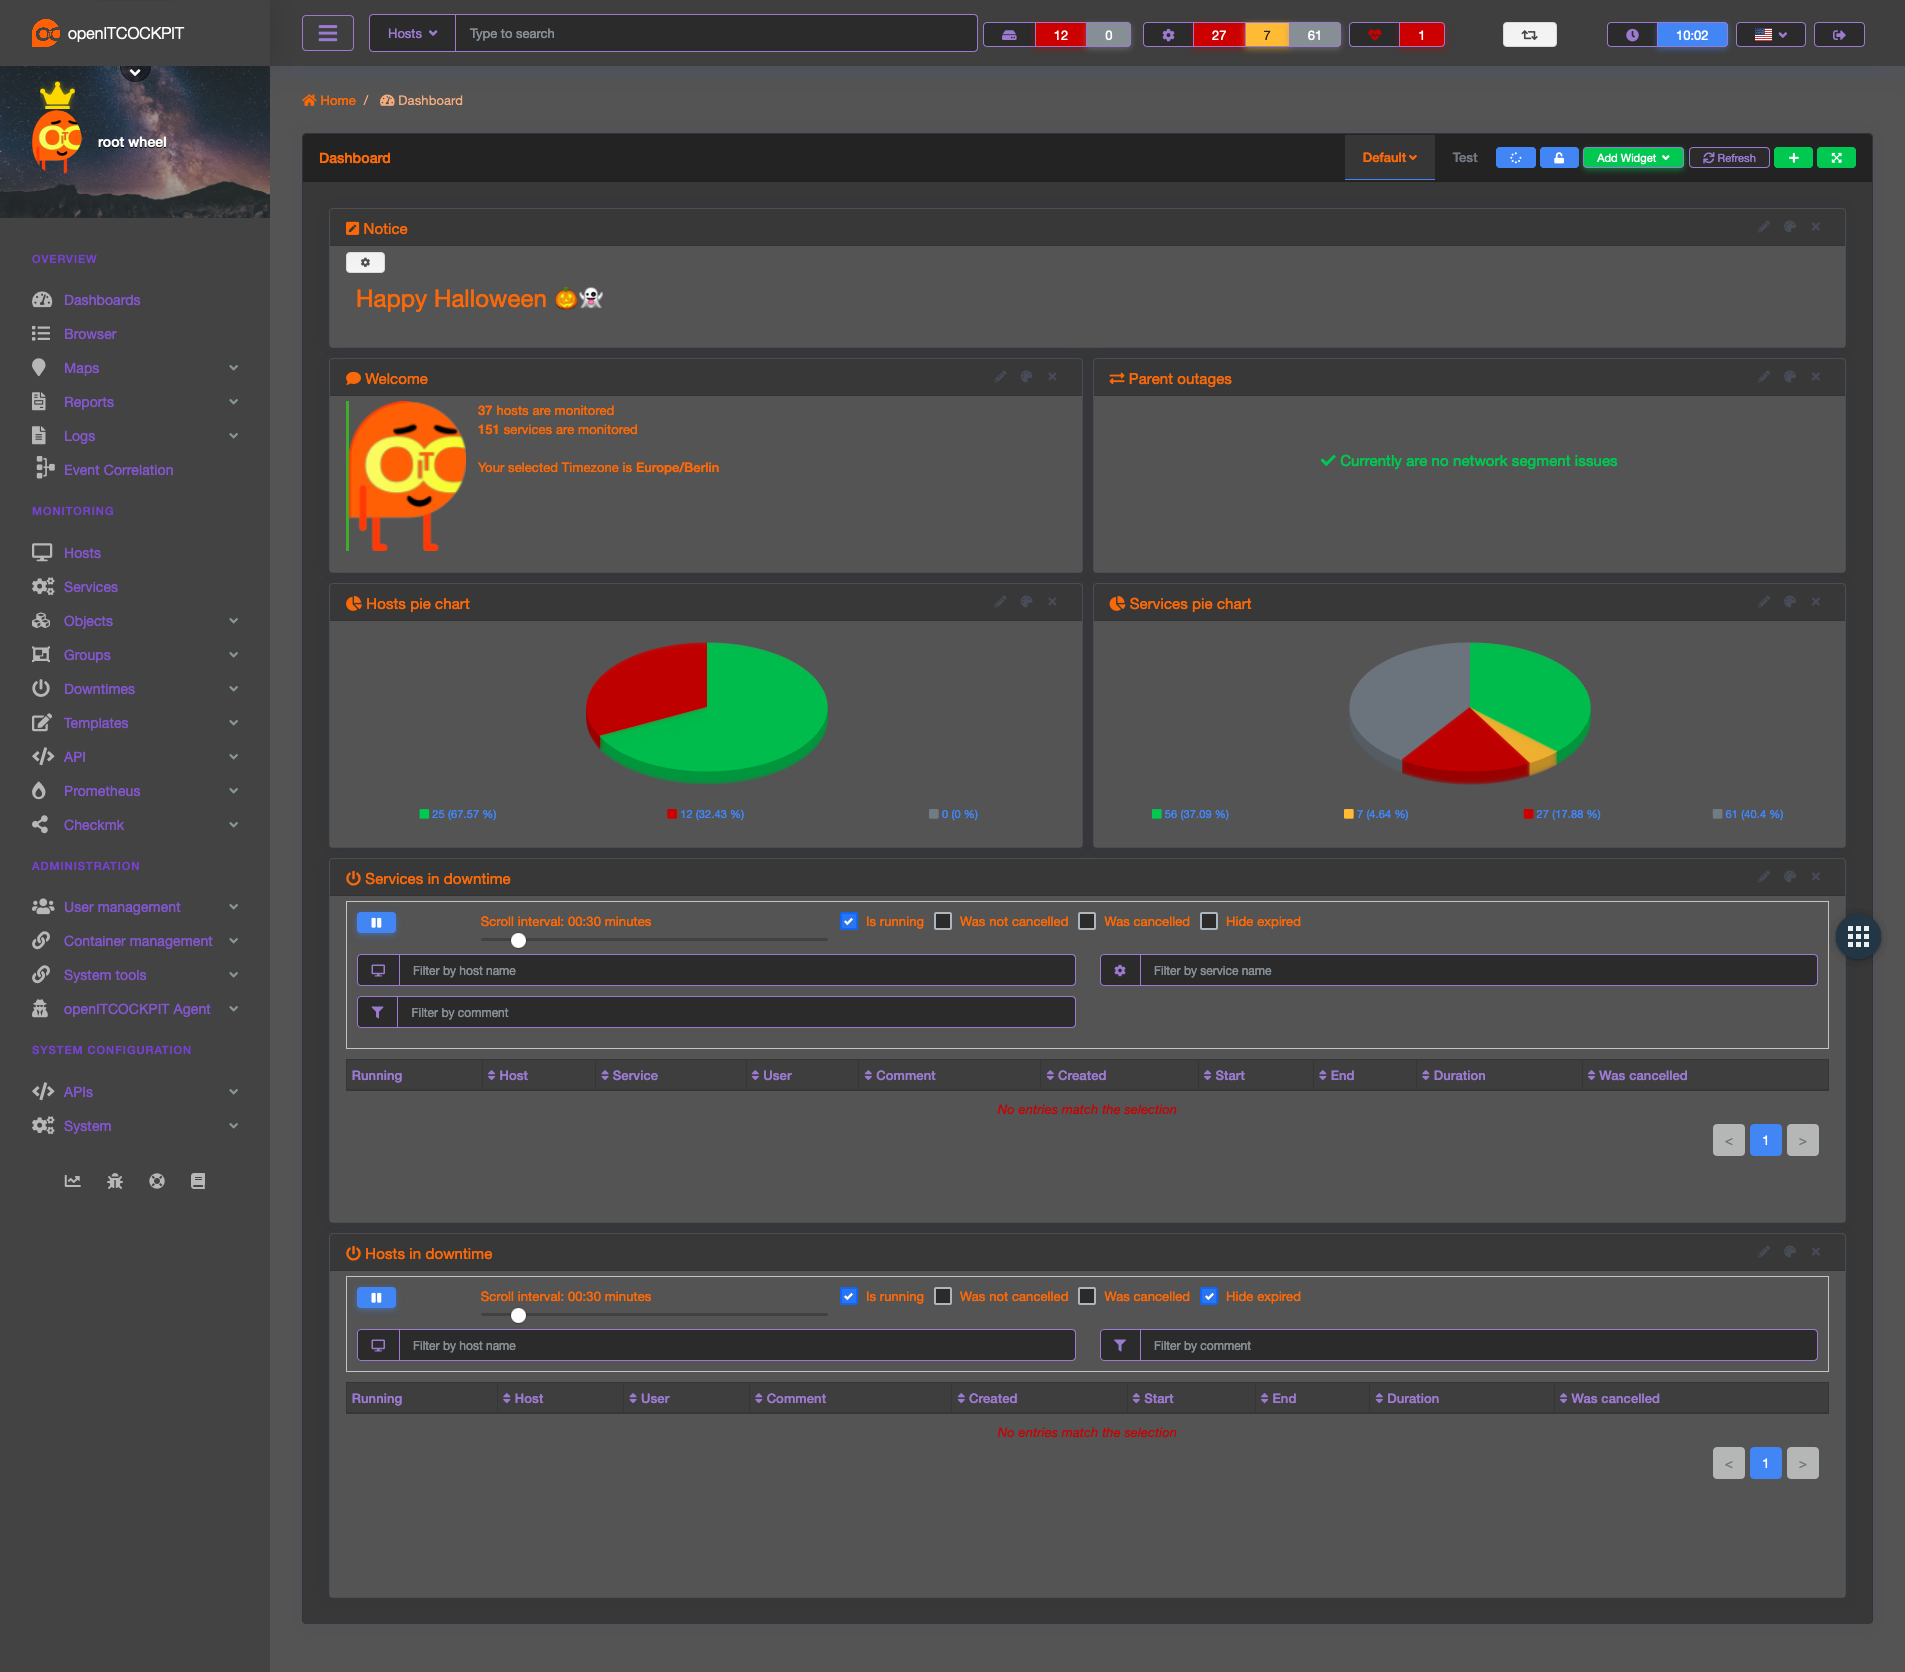 openITCOCKPIT
Hosts
Type to search
12 0
27 7 61
1
10:02
root wheel
Home / Dashboard
Dashboard
Default
Test
Add Widget
Refresh
OVERVIEW
Dashboards
Browser
Maps
Reports
Logs
Event Correlation
MONITORING
Hosts
Services
Objects
Groups
Downtimes
Templates
API
Prometheus
Checkmk
ADMINISTRATION
User management
Container management
System tools
openITCOCKPIT Agent
SYSTEM CONFIGURATION
APIs
System
Notice
Happy Halloween 🎃👻
Welcome
37 hosts are monitored
151 services are monitored
Your selected Timezone is Europe/Berlin
Parent outages
Currently are no network segment issues
Hosts pie chart
25 (67.57 %) 12 (32.43 %) 0 (0 %)
Services pie chart
56 (37.09 %) 7 (4.64 %) 27 (17.88 %) 61 (40.4 %)
Services in downtime
Scroll interval: 00:30 minutes
Is running Was not cancelled Was cancelled Hide expired
Filter by host name
Filter by service name
Filter by comment
Running Host Service User Comment Created Start End Duration Was cancelled
No entries match the selection
< 1 >
Hosts in downtime
Scroll interval: 00:30 minutes
Is running Was not cancelled Was cancelled Hide expired
Filter by host name
Filter by comment
Running Host User Comment Created Start End Duration Was cancelled
No entries match the selection
< 1 >